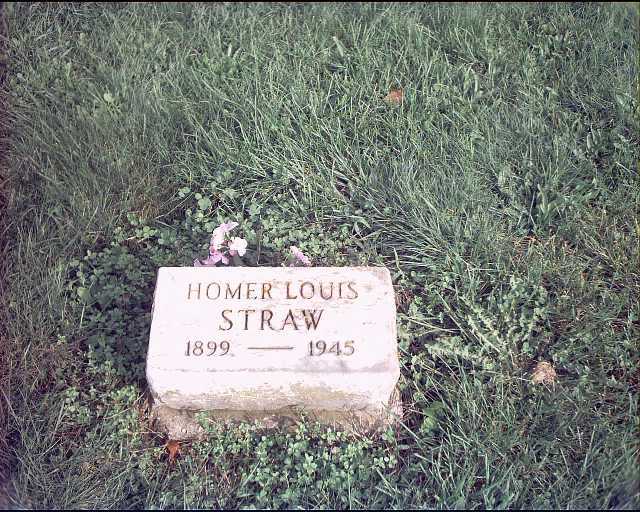 HOMER LOUIS
STRAW
1899 — 1945